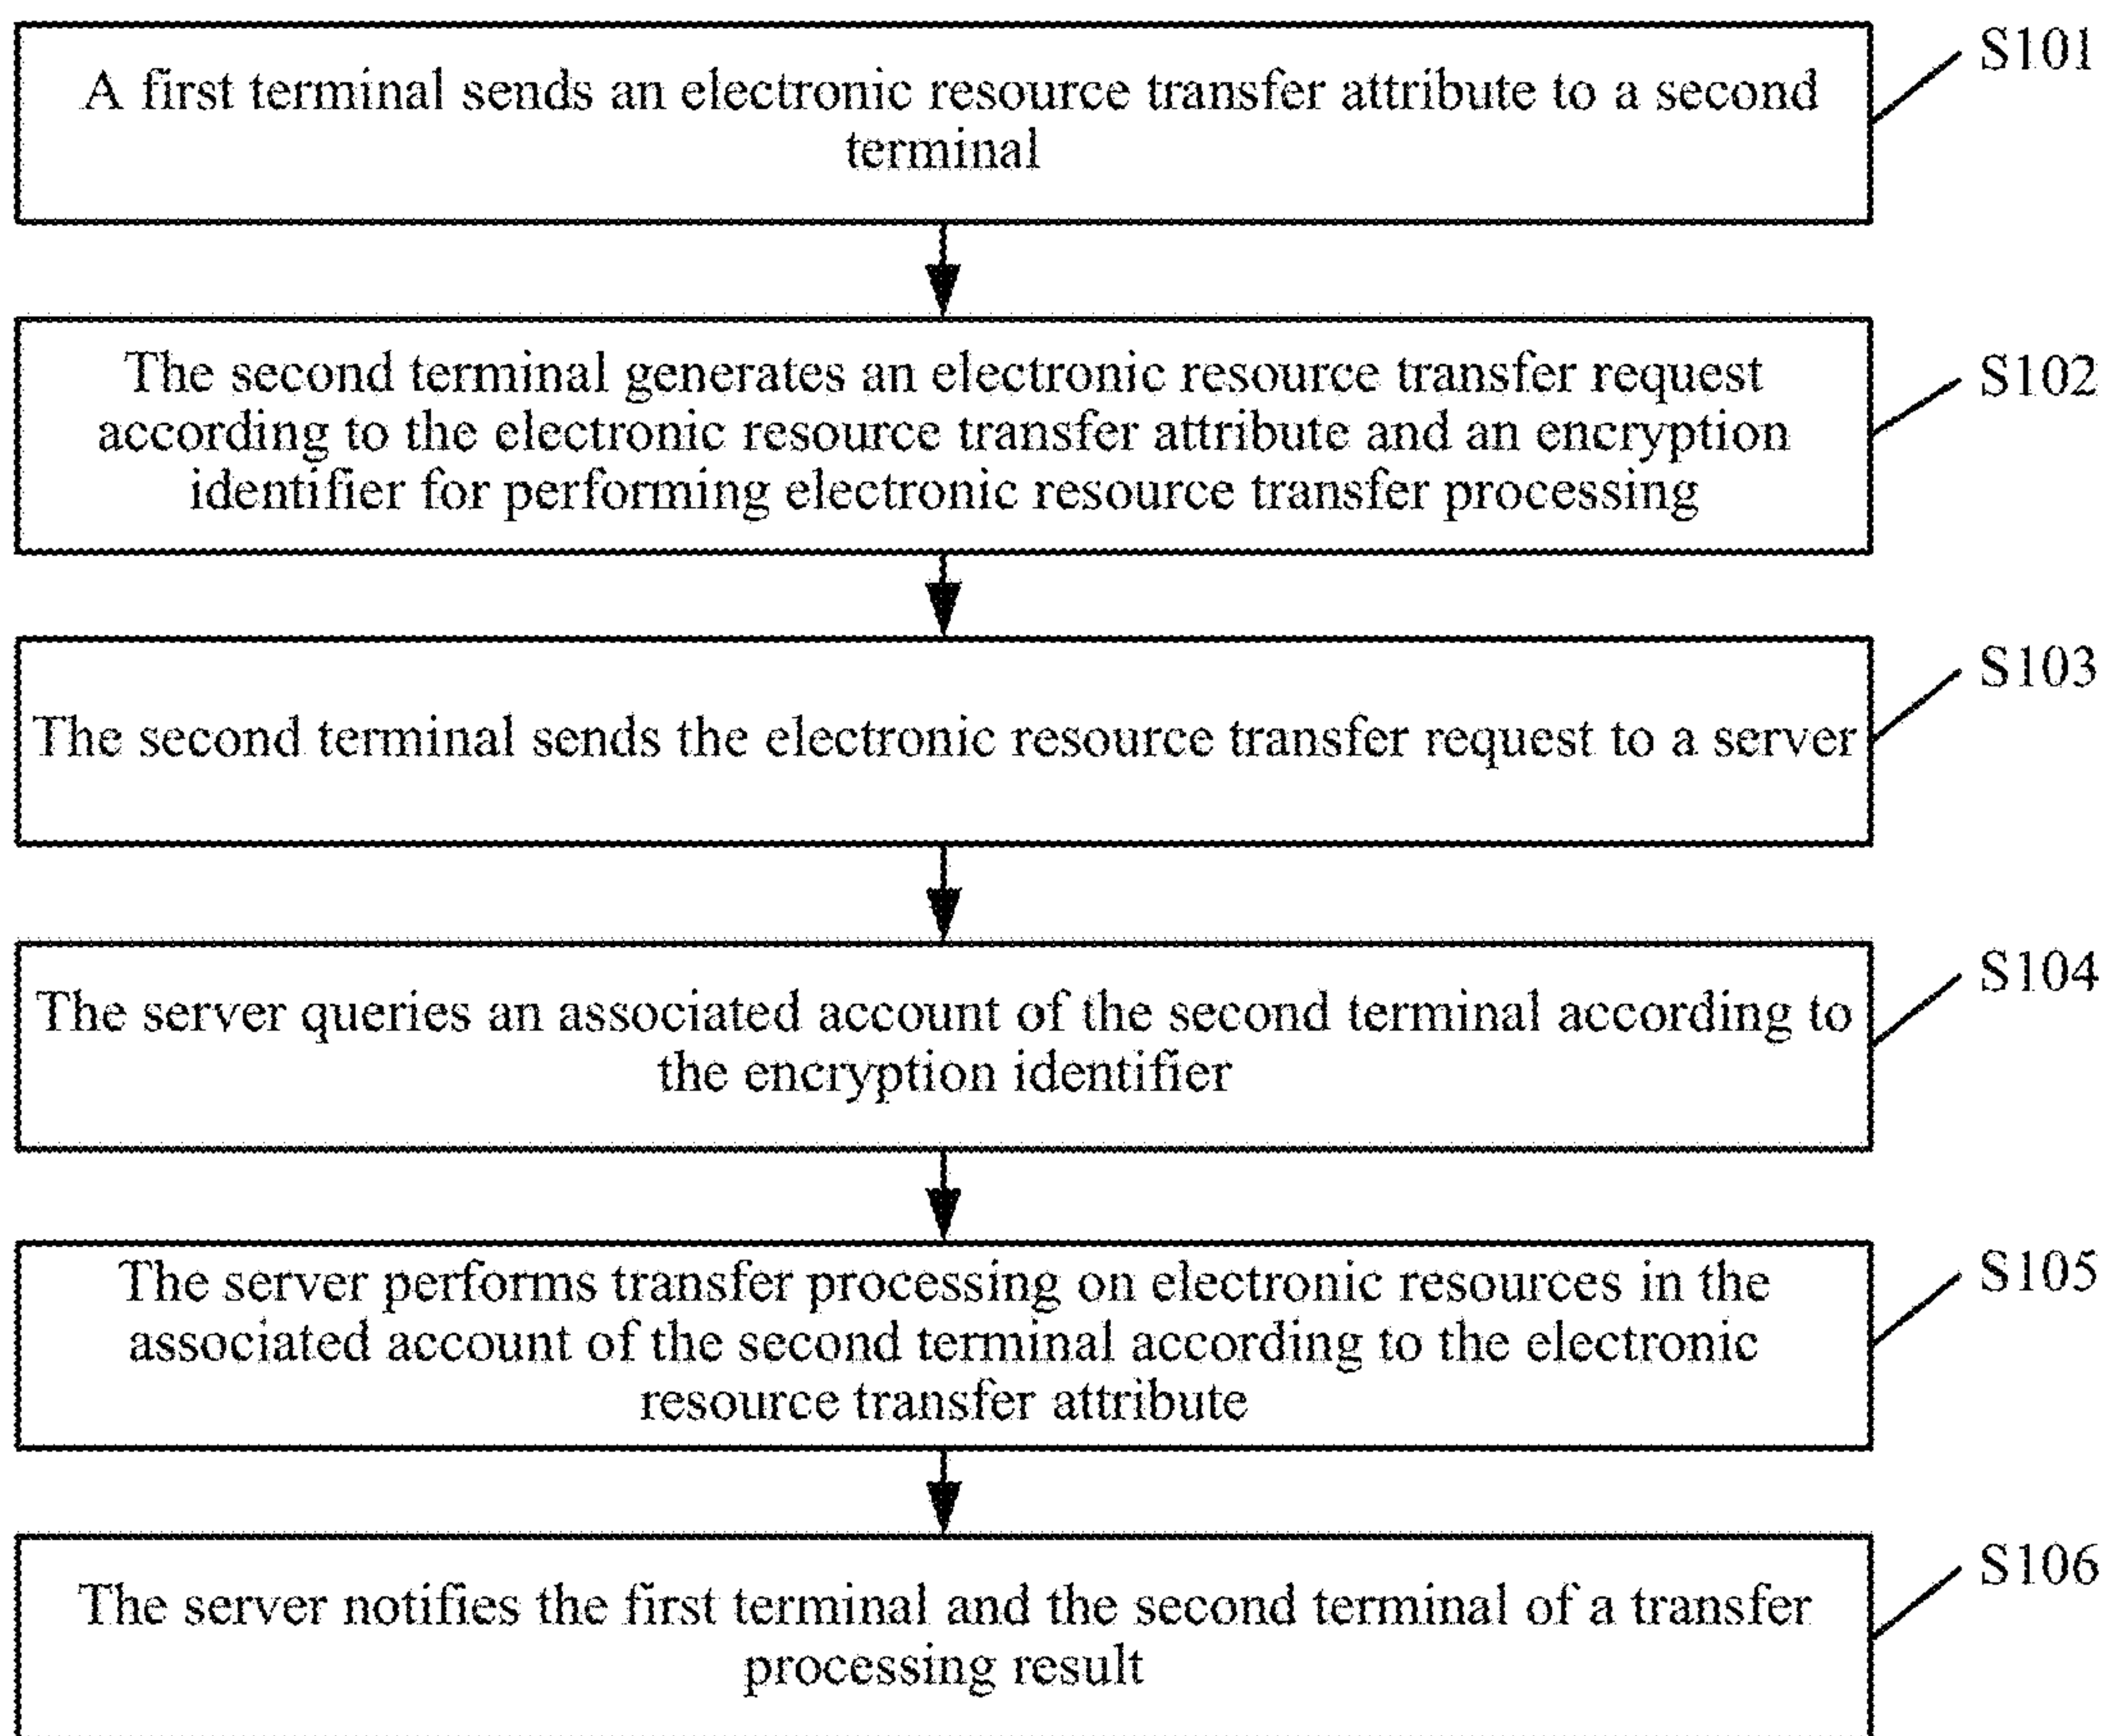 S101
A first terminal sends an electronic resource transfer attribute to a second
terminal
S102
The second terminal generates an electronic resource transfer request
according to the electronic resource transfer attribute and an encryption
identifier for performing electronic resource transfer processing
S103
The second terminal sends the electronic resource transfer request to a server
S104
The server queries an associated account of the second terminal according to
the encryption identifier
S105
The server performs transfer processing on electronic resources in the
associated account of the second terminal according to the electronic
resource transfer attribute
S106
The server notifies the first terminal and the second terminal of a transfer
processing result